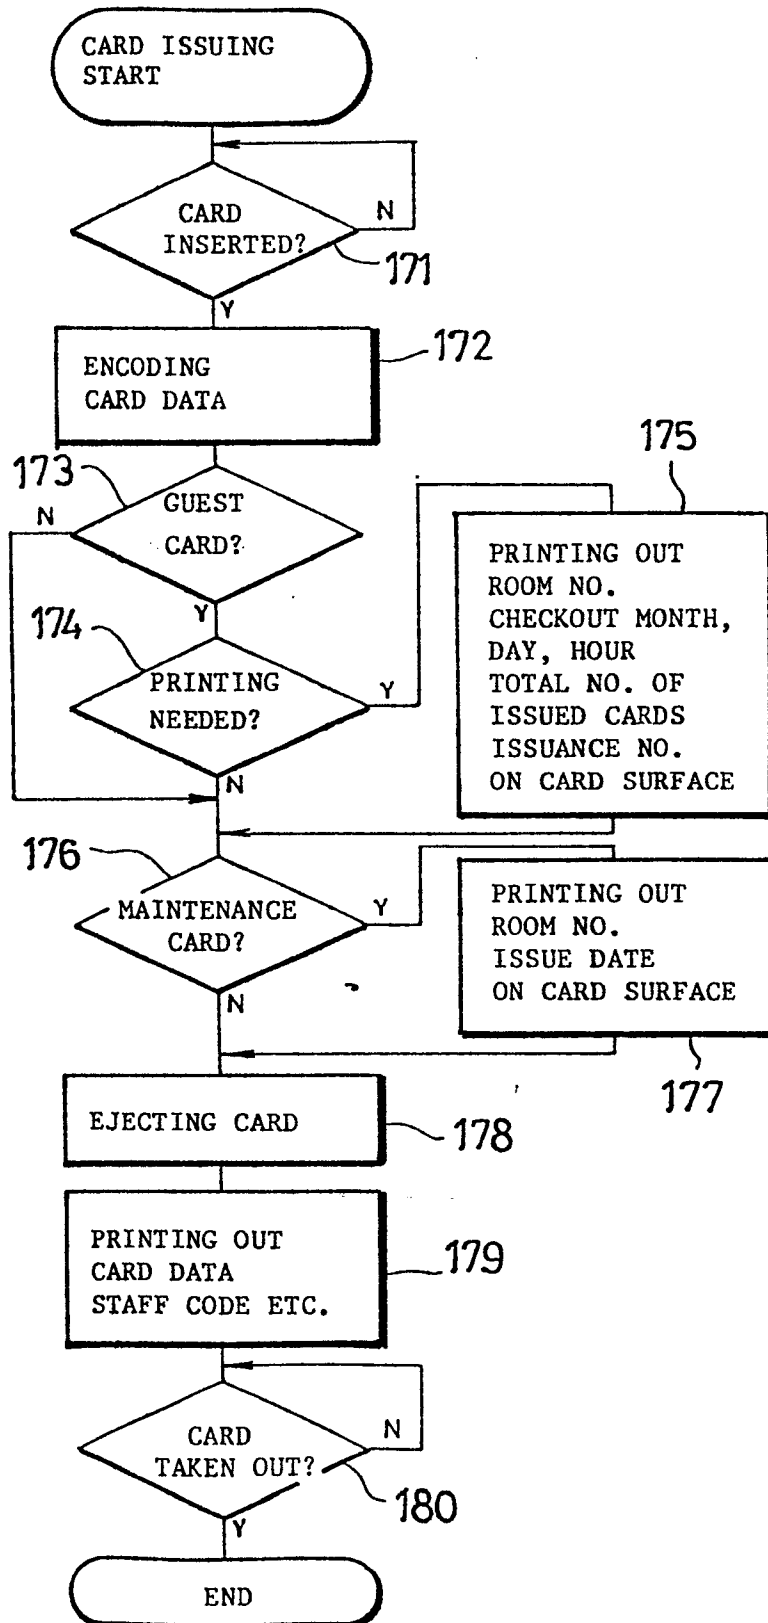 CARD ISSUING
START
CARD
INSERTED?
N
171
Y
ENCODING
CARD DATA
172
173
GUEST
CARD?
N
Y
174
PRINTING
NEEDED?
Y
N
175
PRINTING OUT
ROOM NO.
CHECKOUT MONTH,
DAY, HOUR
TOTAL NO. OF
ISSUED CARDS
ISSUANCE NO.
ON CARD SURFACE
176
MAINTENANCE
CARD?
Y
N
PRINTING OUT
ROOM NO.
ISSUE DATE
ON CARD SURFACE
177
EJECTING CARD
178
PRINTING OUT
CARD DATA
STAFF CODE ETC.
179
CARD
TAKEN OUT?
N
180
Y
END